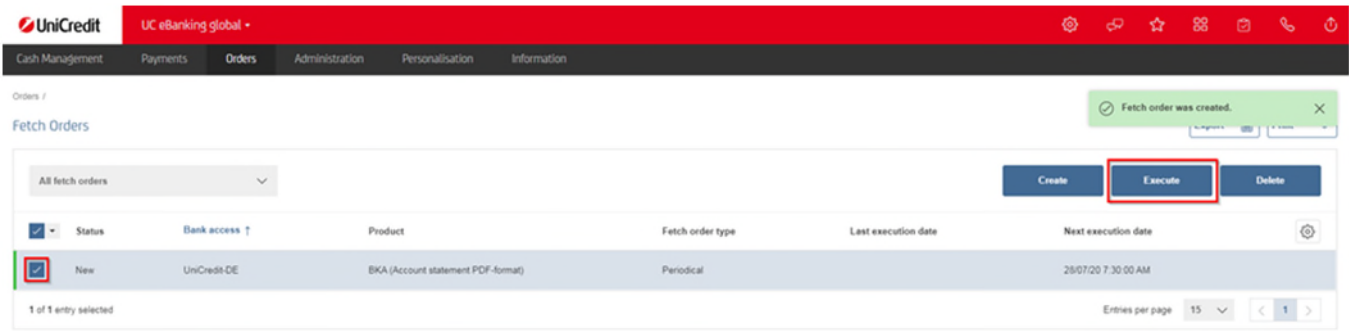 UniCredit UC eBanking global
Cash Management Payments Orders Administration Personalisation Information
Orders /
Fetch order was created.
Fetch Orders
All fetch orders
Create Execute Delete
Status Bank access ↑ Product Fetch order type Last execution date Next execution date
New UniCredit-DE BKA (Account statement PDF-format) Periodical 28/07/20 7:30:00 AM
1 of 1 entry selected Entries per page 15 < 1 >